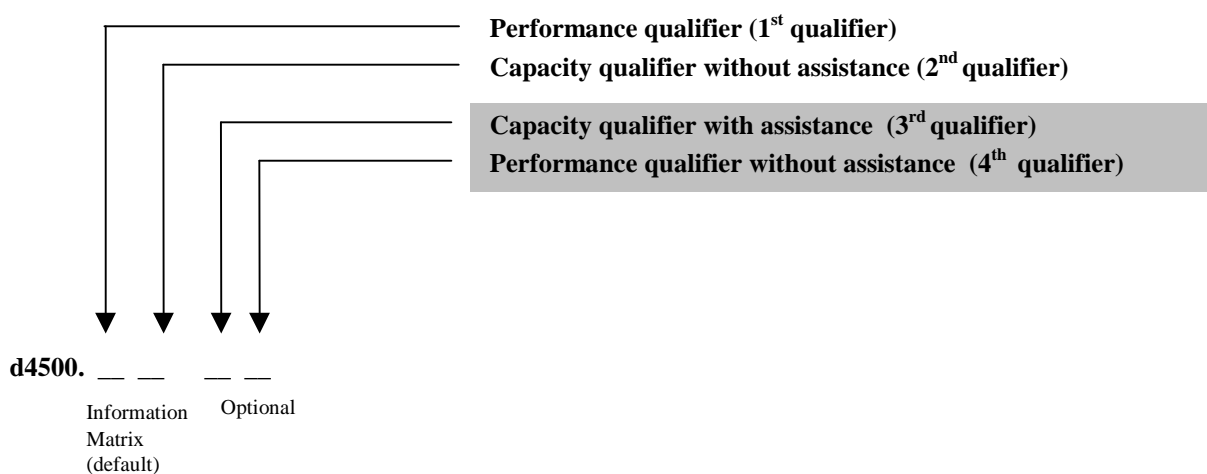 Performance qualifier (1st qualifier)
Capacity qualifier without assistance (2nd qualifier)
Capacity qualifier with assistance (3rd qualifier)
Performance qualifier without assistance (4th qualifier)
d4500. __ __ __ __
Information
Matrix
(default)
Optional